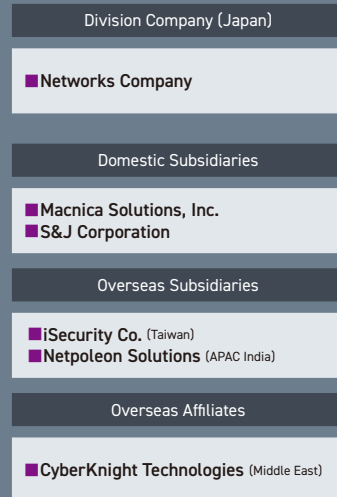 Division Company (Japan)
Networks Company
Domestic Subsidiaries
Macnica Solutions, Inc.
S&J Corporation
Overseas Subsidiaries
iSecurity Co. (Taiwan)
Netpoleon Solutions (APAC India)
Overseas Affiliates
CyberKnight Technologies (Middle East)